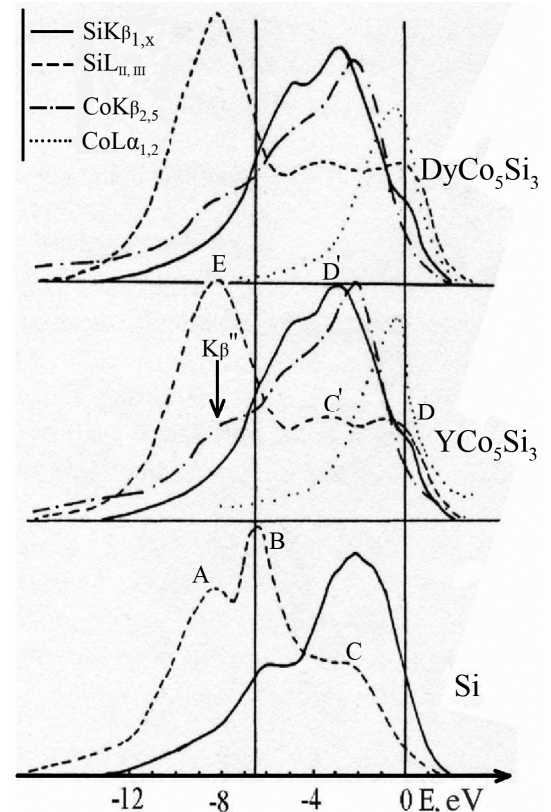 SiKβ1,x
SiLII, III
CoKβ2,5
CoLα1,2
DyCo5Si3
E
D'
Kβ"
C'
D
YCo5Si3
B
A
C
Si
-12 -8 -4 0 E, eV